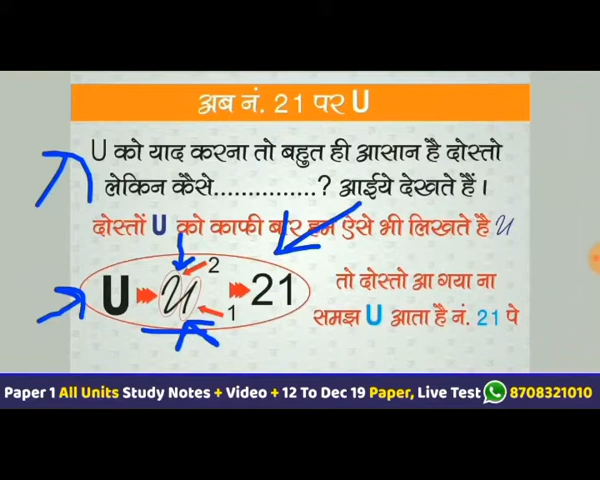 अब नं. 21 पर U
U को याद करना तो बहुत ही आसान है दोस्तो
लेकिन कैसे...............? आईये देखते हैं।
दोस्तों U को काफी बार हम ऐसे भी लिखते है U
U U 2 1 21
तो दोस्तो आ गया ना
समझ U आता है नं. 21 पे
Paper 1 All Units Study Notes + Video + 12 To Dec 19 Paper, Live Test 8708321010